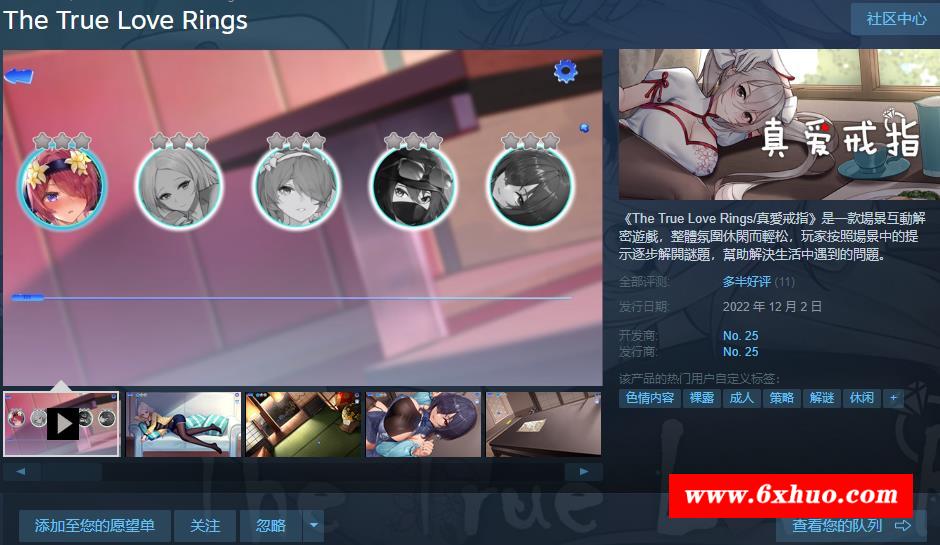 The True Love Rings
社区中心
真爱戒指
《The True Love Rings/真愛戒指》是一款場景互動解
密遊戲，整體氛圍休閑而輕松，玩家按照場景中的提
示逐步解開謎題，幫助解決生活中遇到的問題。
全部评测:
多半好评 (11)
发行日期:
2022 年 12 月 2 日
开发商:
No. 25
发行商:
No. 25
该产品的热门用户自定义标签:
色情内容 裸露 成人 策略 解谜 休闲 +
The True L
www.6xhuo.com
添加至您的愿望单
关注
忽略
查看您的队列